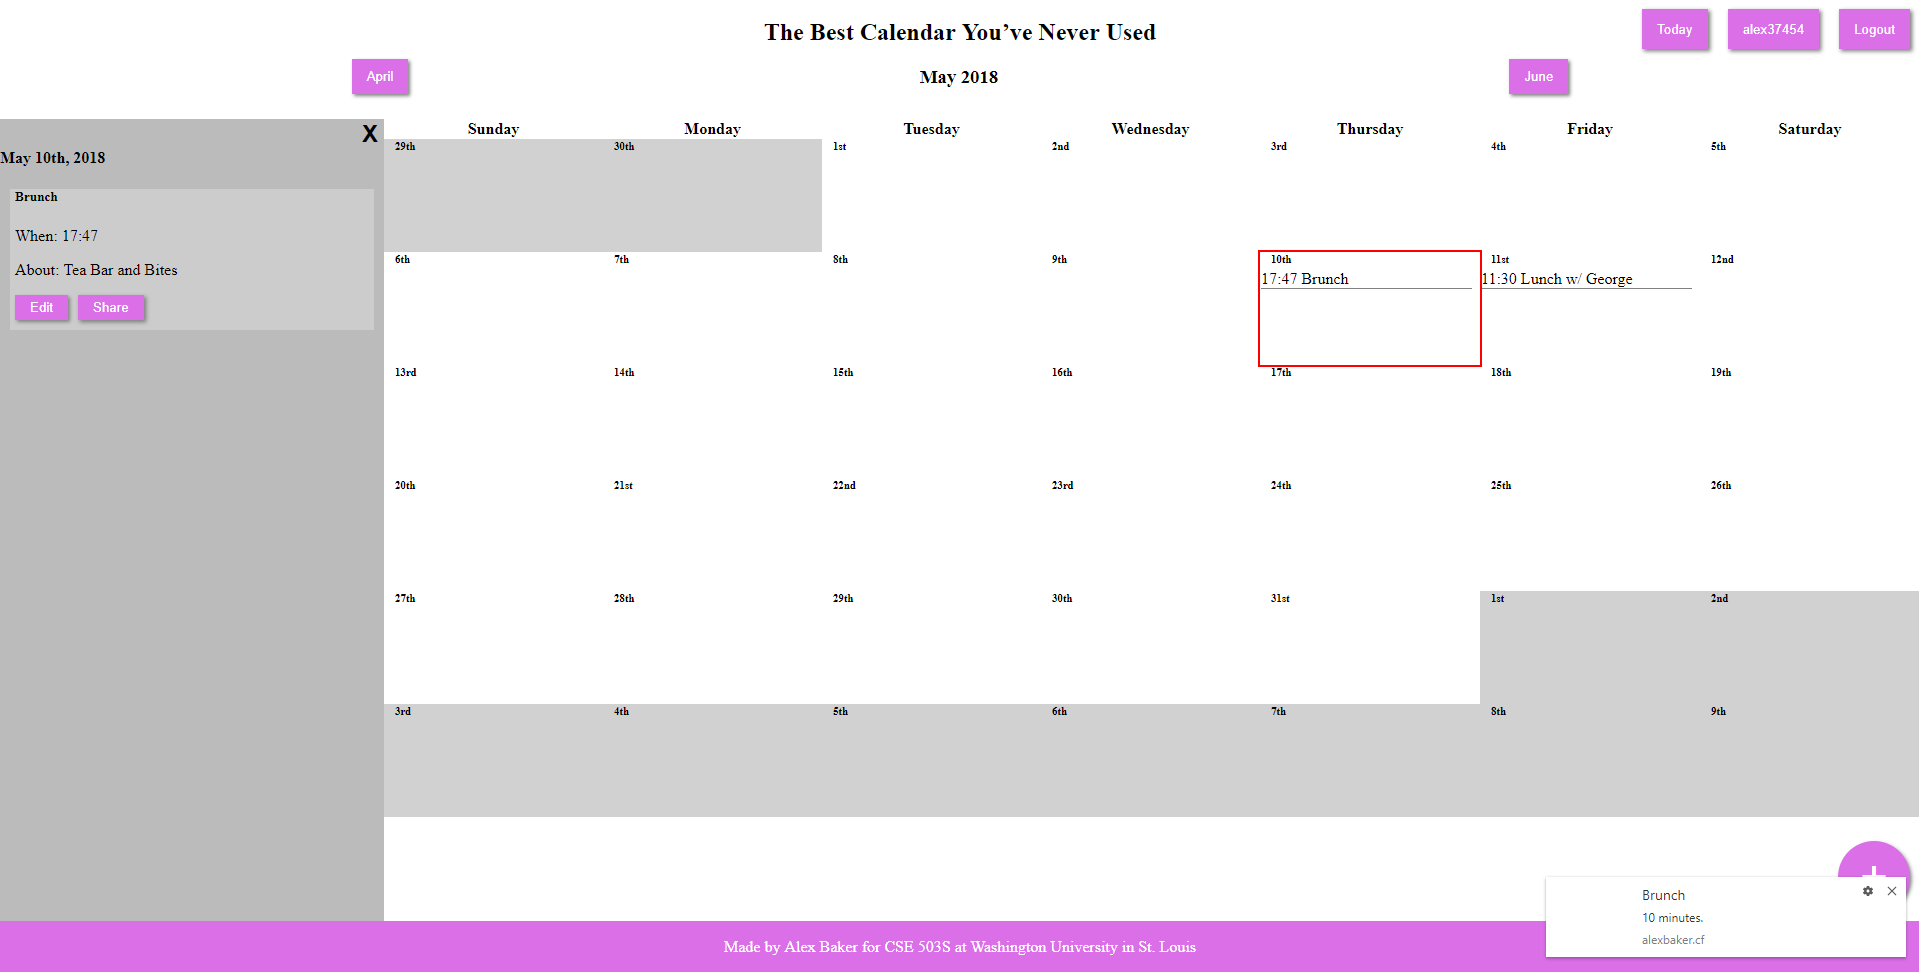 The Best Calendar You’ve Never Used
Today
alex37454
Logout
April
May 2018
June
X
May 10th, 2018
Brunch
When: 17:47
About: Tea Bar and Bites
Edit
Share
Sunday Monday Tuesday Wednesday Thursday Friday Saturday
29th 30th 1st 2nd 3rd 4th 5th
6th 7th 8th 9th 10th 11st 12nd
17:47 Brunch
11:30 Lunch w/ George
13rd 14th 15th 16th 17th 18th 19th
20th 21st 22nd 23rd 24th 25th 26th
27th 28th 29th 30th 31st 1st 2nd
3rd 4th 5th 6th 7th 8th 9th
+
Brunch
10 minutes.
alexbaker.cf
Made by Alex Baker for CSE 503S at Washington University in St. Louis